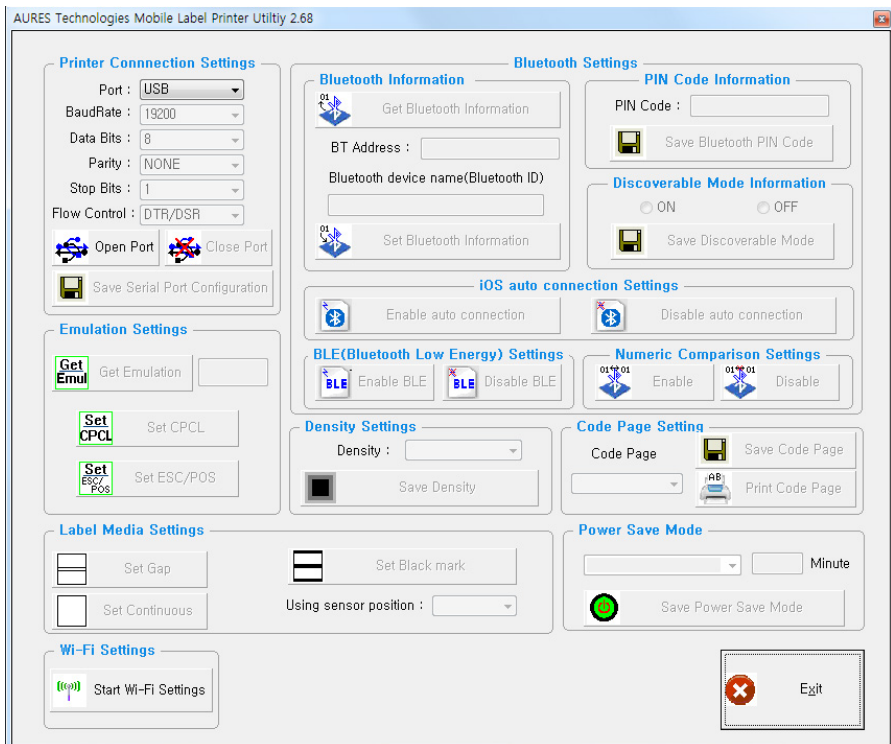 AURES Technologies Mobile Label Printer Utiltiy 2.68
Printer Connnection Settings
Port : USB
BaudRate : 19200
Data Bits : 8
Parity : NONE
Stop Bits : 1
Flow Control : DTR/DSR
Open Port Close Port
Save Serial Port Configuration
Emulation Settings
Get Emul Get Emulation
Set CPCL Set CPCL
Set ESC/POS Set ESC/POS
Bluetooth Settings
Bluetooth Information
01 Get Bluetooth Information
BT Address :
Bluetooth device name(Bluetooth ID)
01 Set Bluetooth Information
PIN Code Information
PIN Code :
Save Bluetooth PIN Code
Discoverable Mode Information
ON OFF
Save Discoverable Mode
iOS auto connection Settings
Enable auto connection Disable auto connection
BLE(Bluetooth Low Energy) Settings
BLE Enable BLE BLE Disable BLE
Numeric Comparison Settings
01 01 Enable 01 01 Disable
Density Settings
Density :
Save Density
Code Page Setting
Code Page Save Code Page
AB Print Code Page
Label Media Settings
Set Gap Set Black mark
Set Continuous Using sensor position :
Power Save Mode
Minute
Save Power Save Mode
Wi-Fi Settings
Start Wi-Fi Settings
Exit